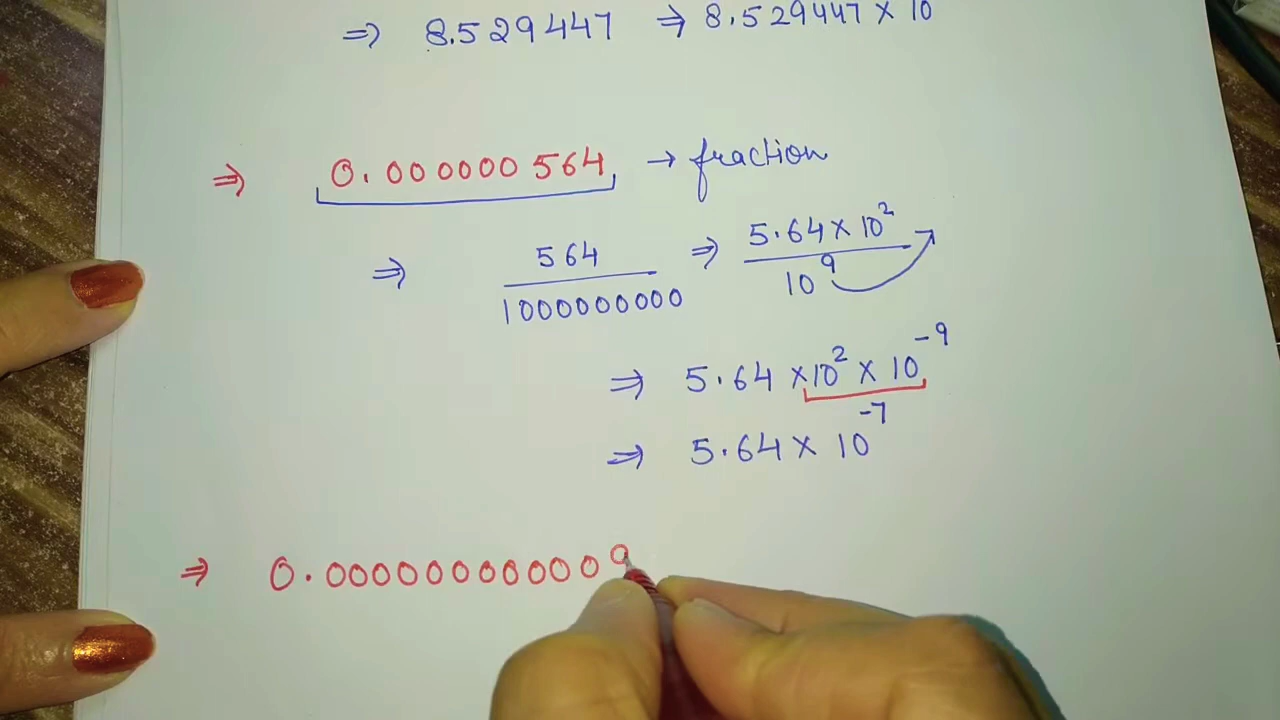 ⇒ 8.529447 ⇒ 8.529447 × 10
⇒ 0.000000564 → fraction
⇒ 564/1000000000 ⇒ 5.64 × 10²/10⁹
⇒ 5.64 × 10² × 10⁻⁹
⇒ 5.64 × 10⁻⁷
⇒ 0.000000000009